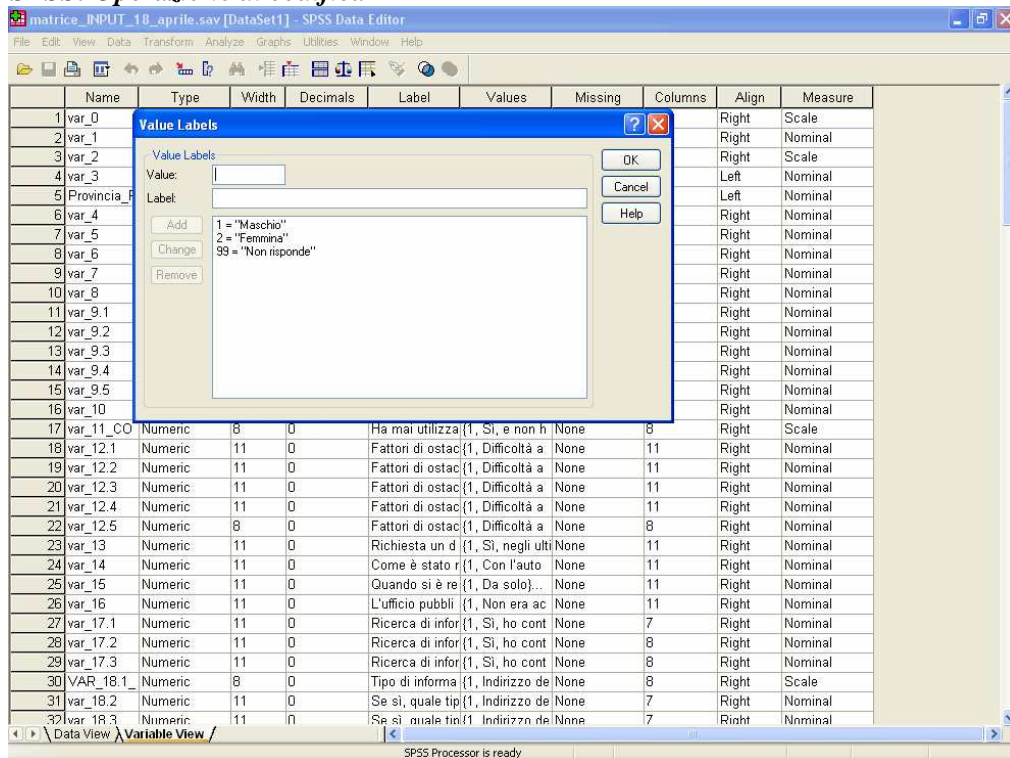 matrice_INPUT_18_aprile.sav [DataSet1] - SPSS Data Editor
File Edit View Data Transform Analyze Graphs Utilities Window Help
Name Type Width Decimals Label Values Missing Columns Align Measure
1 var_0 Right Scale
2 var_1 Right Nominal
3 var_2 Right Scale
4 var_3 Left Nominal
5 Provincia_ Left Nominal
6 var_4 Right Nominal
7 var_5 Right Nominal
8 var_6 Right Nominal
9 var_7 Right Nominal
10 var_8 Right Nominal
11 var_9.1 Right Nominal
12 var_9.2 Right Nominal
13 var_9.3 Right Nominal
14 var_9.4 Right Nominal
15 var_9.5 Right Nominal
16 var_10 Right Nominal
Value Labels
Value Labels
Value:
Label:
Add
Change
Remove
1 = "Maschio"
2 = "Femmina"
99 = "Non risponde"
OK
Cancel
Help
17 var_11_CO Numeric 8 0 Ha mai utilizza {1, Sì, e non h None 8 Right Scale
18 var_12.1 Numeric 11 0 Fattori di ostac {1, Difficoltà a None 11 Right Nominal
19 var_12.2 Numeric 11 0 Fattori di ostac {1, Difficoltà a None 11 Right Nominal
20 var_12.3 Numeric 11 0 Fattori di ostac {1, Difficoltà a None 11 Right Nominal
21 var_12.4 Numeric 11 0 Fattori di ostac {1, Difficoltà a None 11 Right Nominal
22 var_12.5 Numeric 8 0 Fattori di ostac {1, Difficoltà a None 8 Right Nominal
23 var_13 Numeric 11 0 Richiesta un d {1, Sì, negli ulti None 11 Right Nominal
24 var_14 Numeric 11 0 Come è stato r {1, Con l'auto None 11 Right Nominal
25 var_15 Numeric 11 0 Quando si è re {1, Da solo}... None 11 Right Nominal
26 var_16 Numeric 11 0 L'ufficio pubbli {1, Non era ac None 11 Right Nominal
27 var_17.1 Numeric 11 0 Ricerca di infor {1, Sì, ho cont None 7 Right Nominal
28 var_17.2 Numeric 11 0 Ricerca di infor {1, Sì, ho cont None 8 Right Nominal
29 var_17.3 Numeric 11 0 Ricerca di infor {1, Sì, ho cont None 8 Right Nominal
30 VAR_18.1_ Numeric 8 0 Tipo di informa {1, Indirizzo de None 8 Right Scale
31 var_18.2 Numeric 11 0 Se sì, quale tip {1, Indirizzo de None 7 Right Nominal
32 var_18.3 Numeric 11 0 Se sì, quale tip {1, Indirizzo de None 7 Right Nominal
Data View Variable View
SPSS Processor is ready